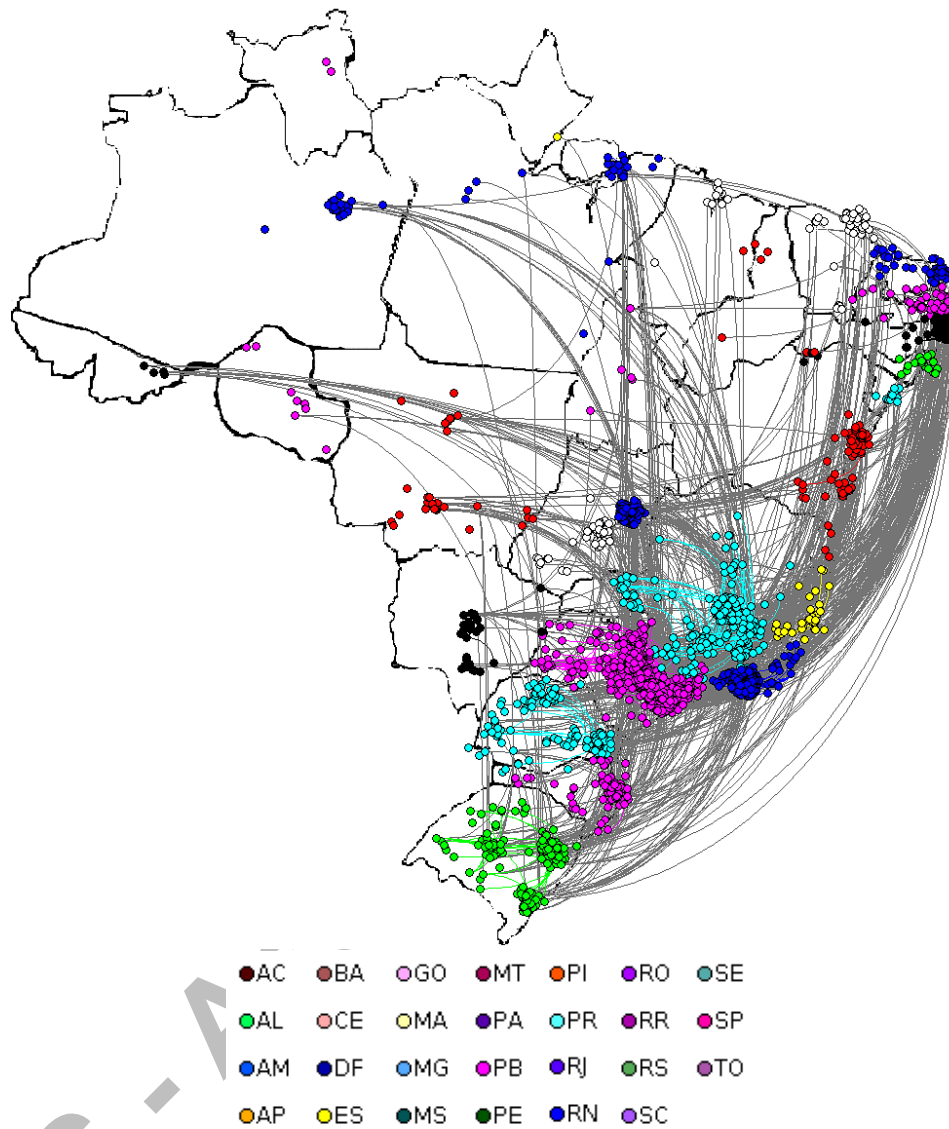 AC BA GO MT PI RO SE
AL CE MA PA PR RR SP
AM DF MG PB RJ RS TO
AP ES MS PE RN SC